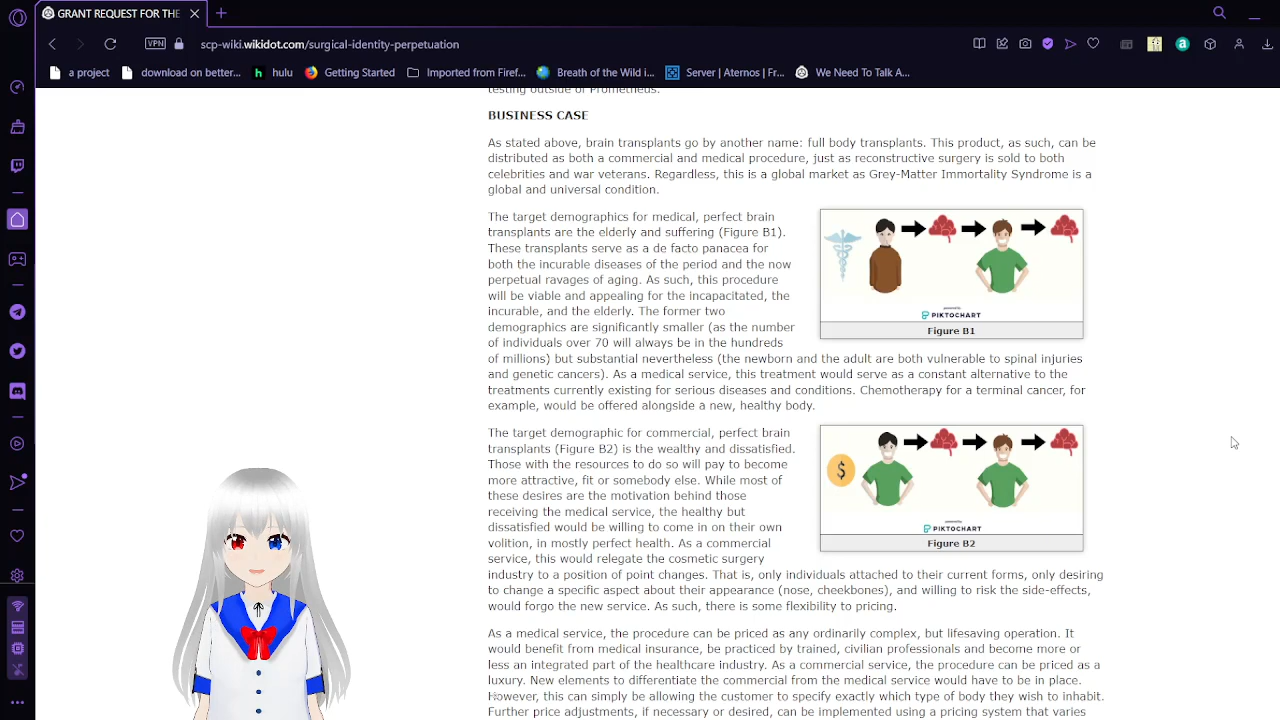 GRANT REQUEST FOR THE
VPN
scp-wiki.wikidot.com/surgical-identity-perpetuation
a project
download on better...
hulu
Getting Started
Imported from Firef...
Breath of the Wild i...
Server | Aternos | Fr...
We Need To Talk A...
testing outside of Prometheus.
BUSINESS CASE
As stated above, brain transplants go by another name: full body transplants. This product, as such, can be
distributed as both a commercial and medical procedure, just as reconstructive surgery is sold to both
celebrities and war veterans. Regardless, this is a global market as Grey-Matter Immortality Syndrome is a
global and universal condition.
The target demographics for medical, perfect brain
transplants are the elderly and suffering (Figure B1).
These transplants serve as a de facto panacea for
both the incurable diseases of the period and the now
perpetual ravages of aging. As such, this procedure
will be viable and appealing for the incapacitated, the
incurable, and the elderly. The former two
demographics are significantly smaller (as the number
of individuals over 70 will always be in the hundreds
of millions) but substantial nevertheless (the newborn and the adult are both vulnerable to spinal injuries
and genetic cancers). As a medical service, this treatment would serve as a constant alternative to the
treatments currently existing for serious diseases and conditions. Chemotherapy for a terminal cancer, for
example, would be offered alongside a new, healthy body.
powered by
PIKTOCHART
Figure B1
The target demographic for commercial, perfect brain
transplants (Figure B2) is the wealthy and dissatisfied.
Those with the resources to do so will pay to become
more attractive, fit or somebody else. While most of
these desires are the motivation behind those
receiving the medical service, the healthy but
dissatisfied would be willing to come in on their own
volition, in mostly perfect health. As a commercial
service, this would relegate the cosmetic surgery
industry to a position of point changes. That is, only individuals attached to their current forms, only desiring
to change a specific aspect about their appearance (nose, cheekbones), and willing to risk the side-effects,
would forgo the new service. As such, there is some flexibility to pricing.
$
powered by
PIKTOCHART
Figure B2
As a medical service, the procedure can be priced as any ordinarily complex, but lifesaving operation. It
would benefit from medical insurance, be practiced by trained, civilian professionals and become more or
less an integrated part of the healthcare industry. As a commercial service, the procedure can be priced as a
luxury. New elements to differentiate the commercial from the medical service would have to be in place.
However, this can simply be allowing the customer to specify exactly which type of body they wish to inhabit.
Further price adjustments, if necessary or desired, can be implemented using a pricing system that varies